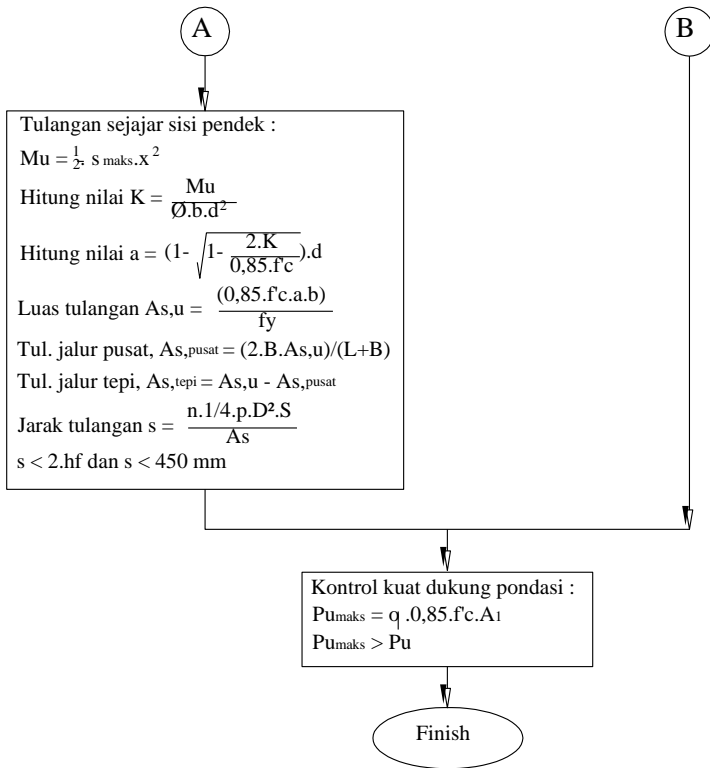 A
B
Tulangan sejajar sisi pendek :
Mu = 1/2. s maks.x²
Hitung nilai K = Mu / Ø.b.d²
Hitung nilai a = (1- √(1- 2.K / 0,85.f'c)).d
Luas tulangan As,u = (0,85.f'c.a.b) / fy
Tul. jalur pusat, As,pusat = (2.B.As,u)/(L+B)
Tul. jalur tepi, As,tepi = As,u - As,pusat
Jarak tulangan s = n.1/4.p.D².S / As
s < 2.hf dan s < 450 mm
Kontrol kuat dukung pondasi :
Pumaks = .0,85.f'c.A1
Pumaks > Pu
Finish